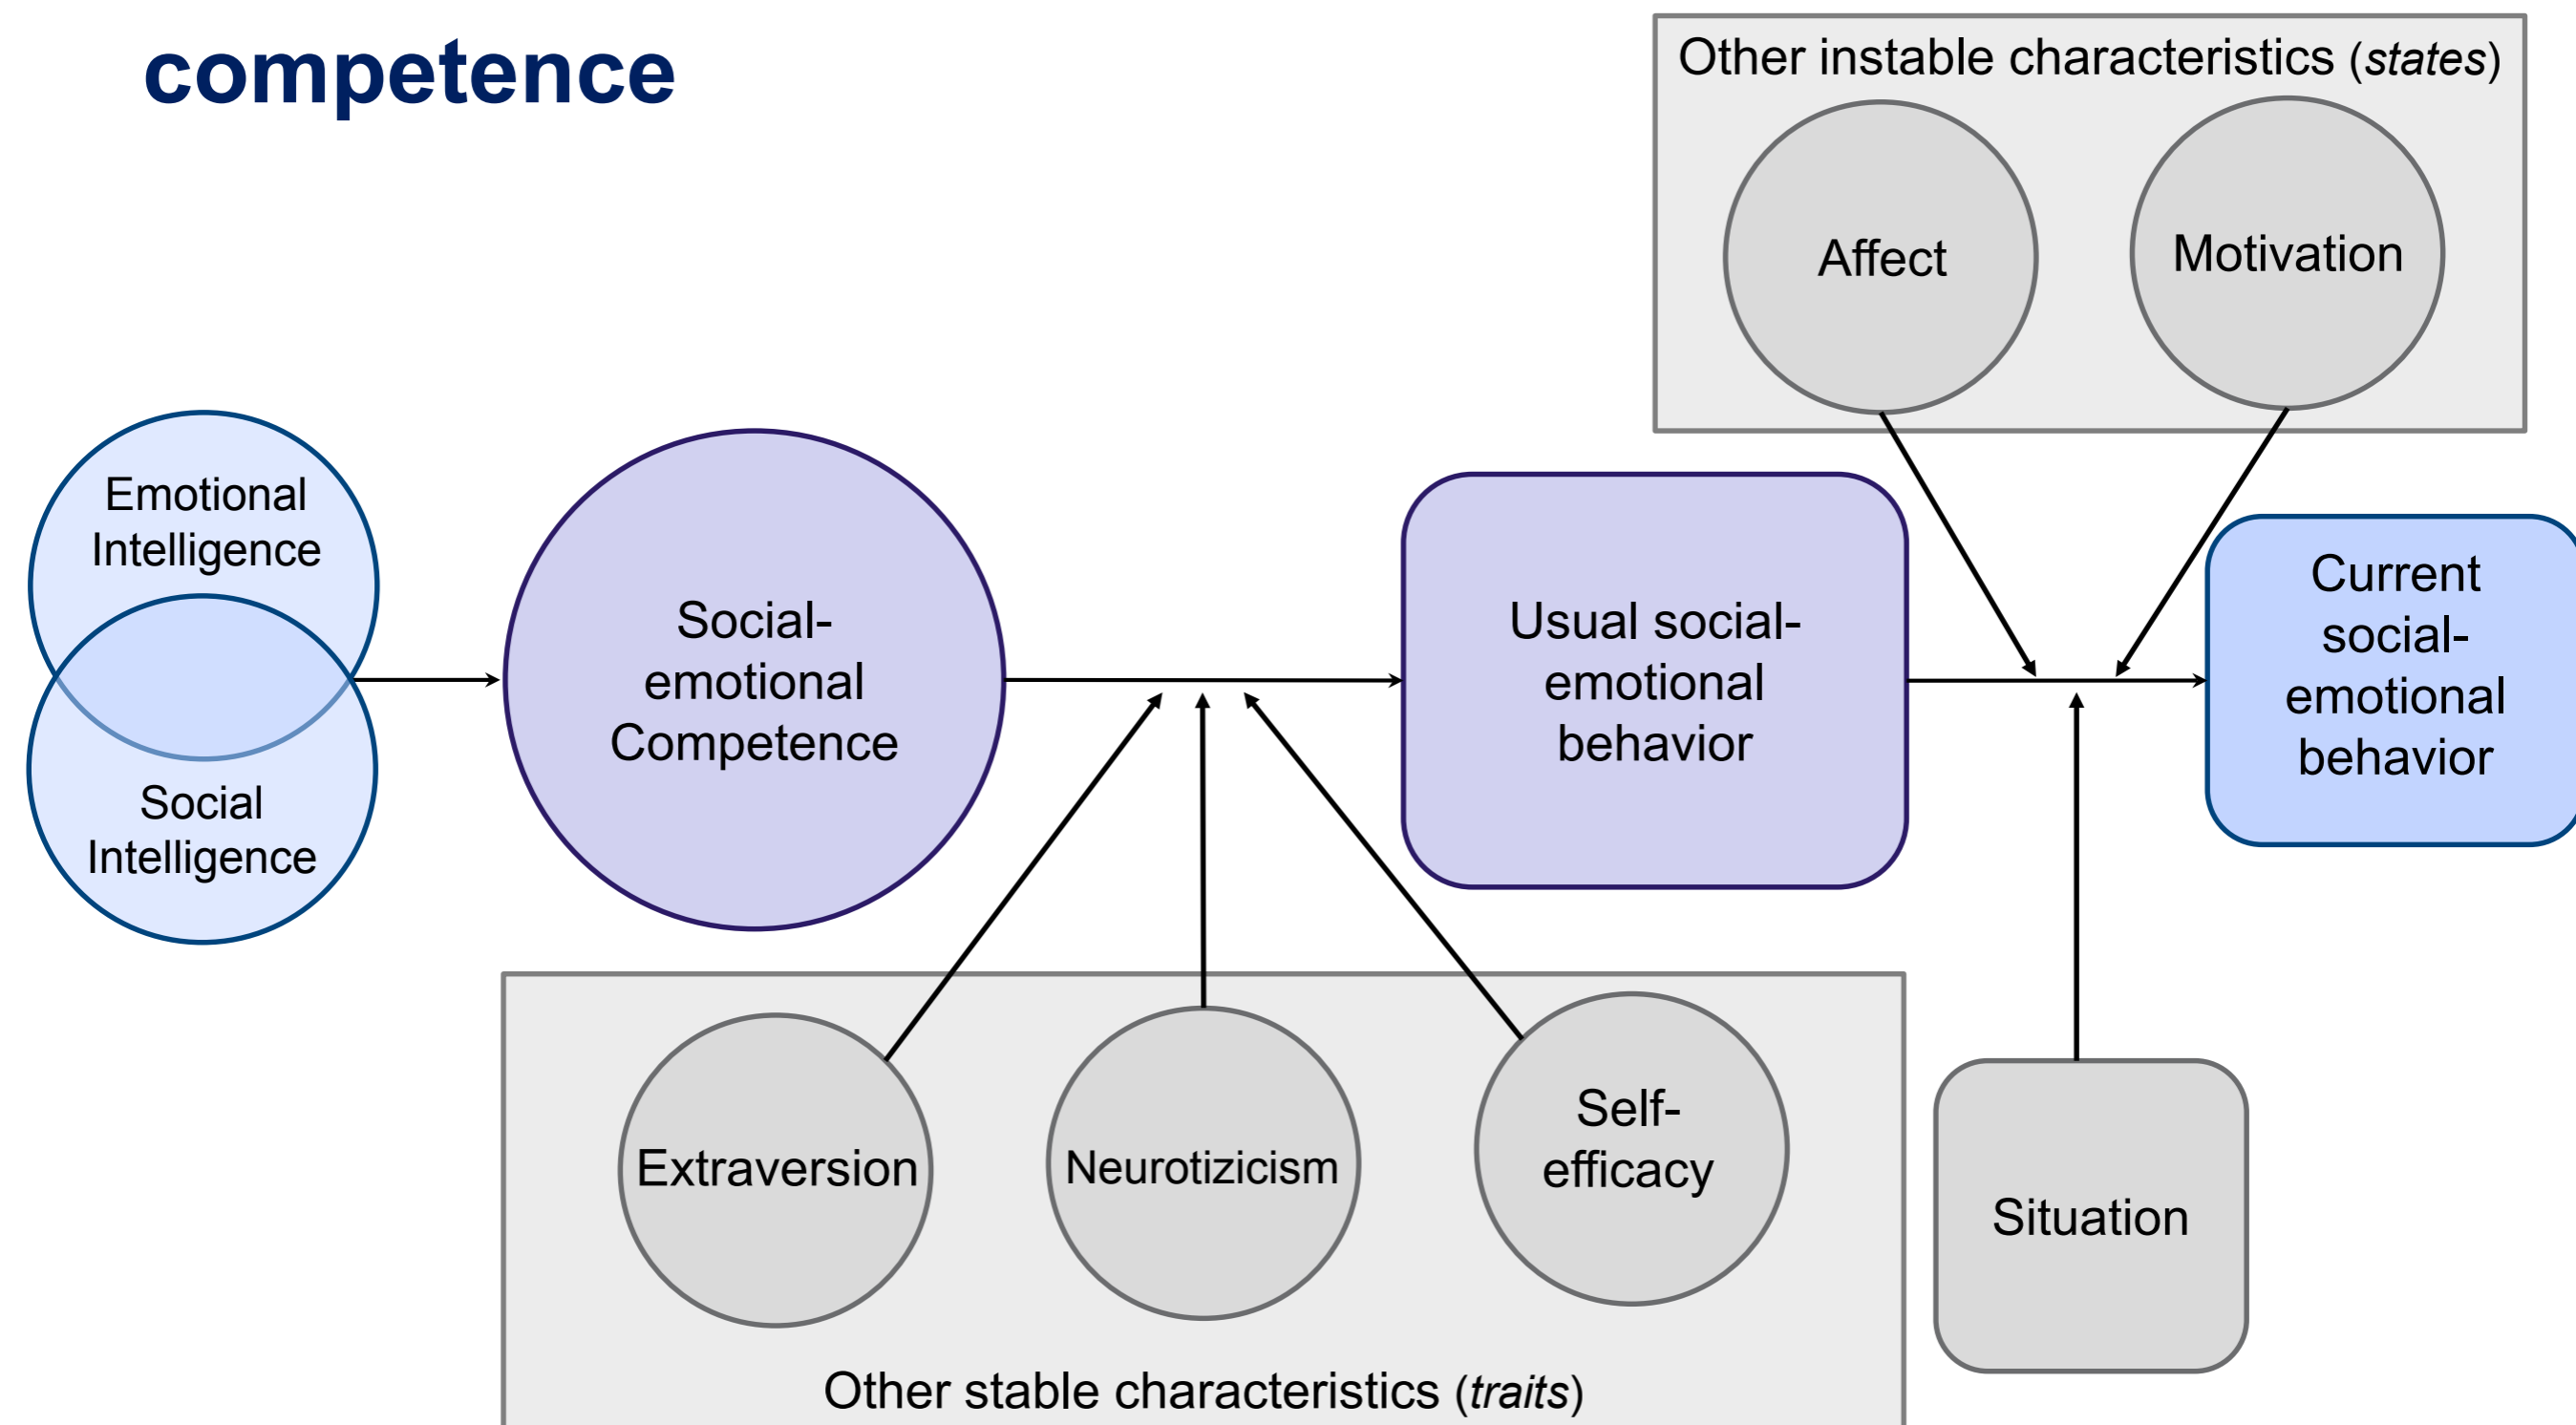 competence
Other instable characteristics (states)
Affect
Motivation
Emotional
Intelligence
Social
Intelligence
Social-
emotional
Competence
Usual social-
emotional
behavior
Current
social-
emotional
behavior
Extraversion
Neurotizicism
Self-
efficacy
Situation
Other stable characteristics (traits)